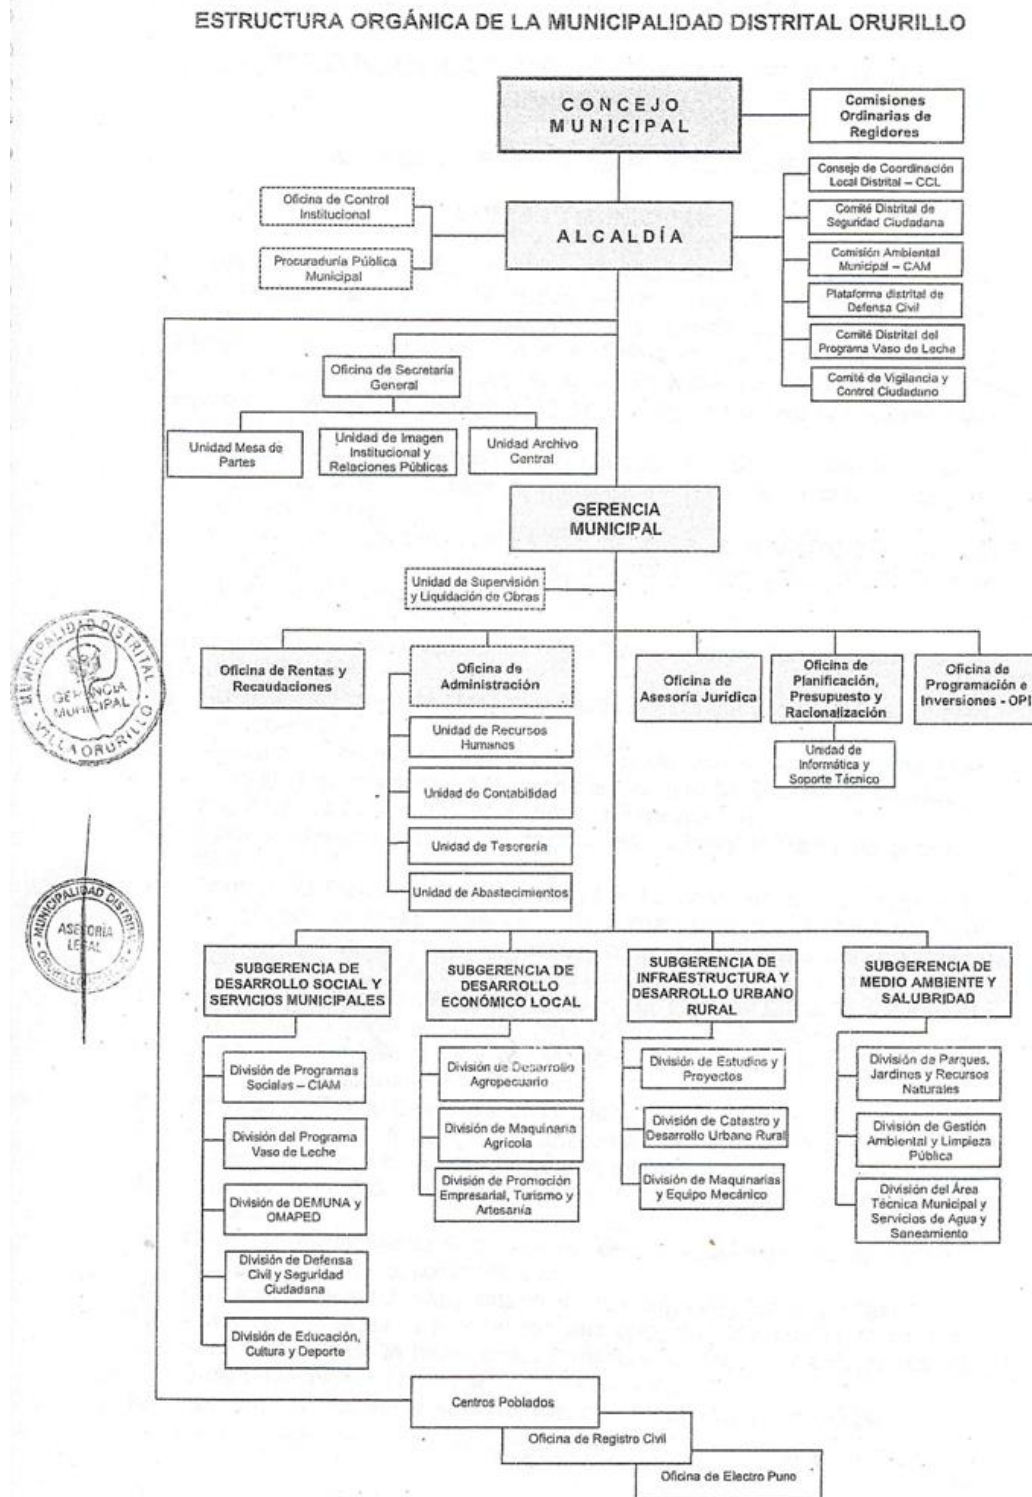 ESTRUCTURA ORGÁNICA DE LA MUNICIPALIDAD DISTRITAL ORURILLO
CONCEJO
MUNICIPAL
Comisiones
Ordinarias de
Regidores
Consejo de Coordinación
Local Distrital – CCL
Oficina de Control
Institucional
Comité Distrital de
Seguridad Ciudadana
ALCALDÍA
Procuraduría Pública
Municipal
Comisión Ambiental
Municipal – CAM
Plataforma distrital de
Defensa Civil
Comité Distrital del
Programa Vaso de Leche
Comité de Vigilancia y
Control Ciudadano
Oficina de Secretaría
General
Unidad Mesa de
Partes
Unidad de Imagen
Institucional y
Relaciones Públicas
Unidad Archivo
Central
GERENCIA
MUNICIPAL
Unidad de Supervisión
y Liquidación de Obras
Oficina de Rentas y
Recaudaciones
Oficina de
Administración
Oficina de
Asesoría Jurídica
Oficina de
Planificación,
Presupuesto y
Racionalización
Oficina de
Programación e
Inversiones - OPI
Unidad de Recursos
Humanos
Unidad de
Informática y
Soporte Técnico
Unidad de Contabilidad
Unidad de Tesorería
Unidad de Abastecimientos
MUNICIPALIDAD DISTRITAL
GERENCIA
MUNICIPAL
VILLA ORURILLO
MUNICIPALIDAD DISTRITAL
ASESORÍA
LEGAL
ORURILLO
SUBGERENCIA DE
DESARROLLO SOCIAL Y
SERVICIOS MUNICIPALES
SUBGERENCIA DE
DESARROLLO
ECONÓMICO LOCAL
SUBGERENCIA DE
INFRAESTRUCTURA Y
DESARROLLO URBANO
RURAL
SUBGERENCIA DE
MEDIO AMBIENTE Y
SALUBRIDAD
División de Programas
Sociales – CIAM
División del Programa
Vaso de Leche
División de DEMUNA y
OMAPED
División de Defensa
Civil y Seguridad
Ciudadana
División de Educación,
Cultura y Deporte
División de Desarrollo
Agropecuario
División de Maquinaria
Agrícola
División de Promoción
Empresarial, Turismo y
Artesanía
División de Estudios y
Proyectos
División de Catastro y
Desarrollo Urbano Rural
División de Maquinarias
y Equipo Mecánico
División de Parques,
Jardines y Recursos
Naturales
División de Gestión
Ambiental y Limpieza
Pública
División del Área
Técnica Municipal y
Servicios de Agua y
Saneamiento
Centros Poblados
Oficina de Registro Civil
Oficina de Electro Puno